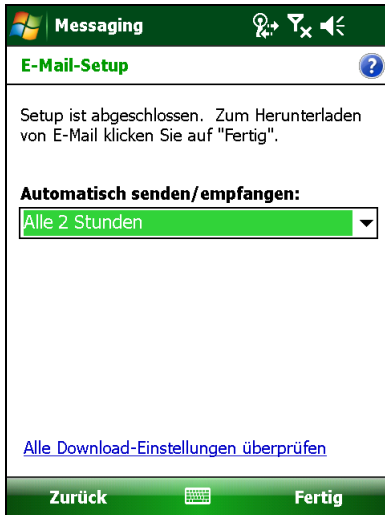 Messaging
E-Mail-Setup
Setup ist abgeschlossen. Zum Herunterladen
von E-Mail klicken Sie auf "Fertig".
Automatisch senden/empfangen:
Alle 2 Stunden
Alle Download-Einstellungen überprüfen
Zurück Fertig